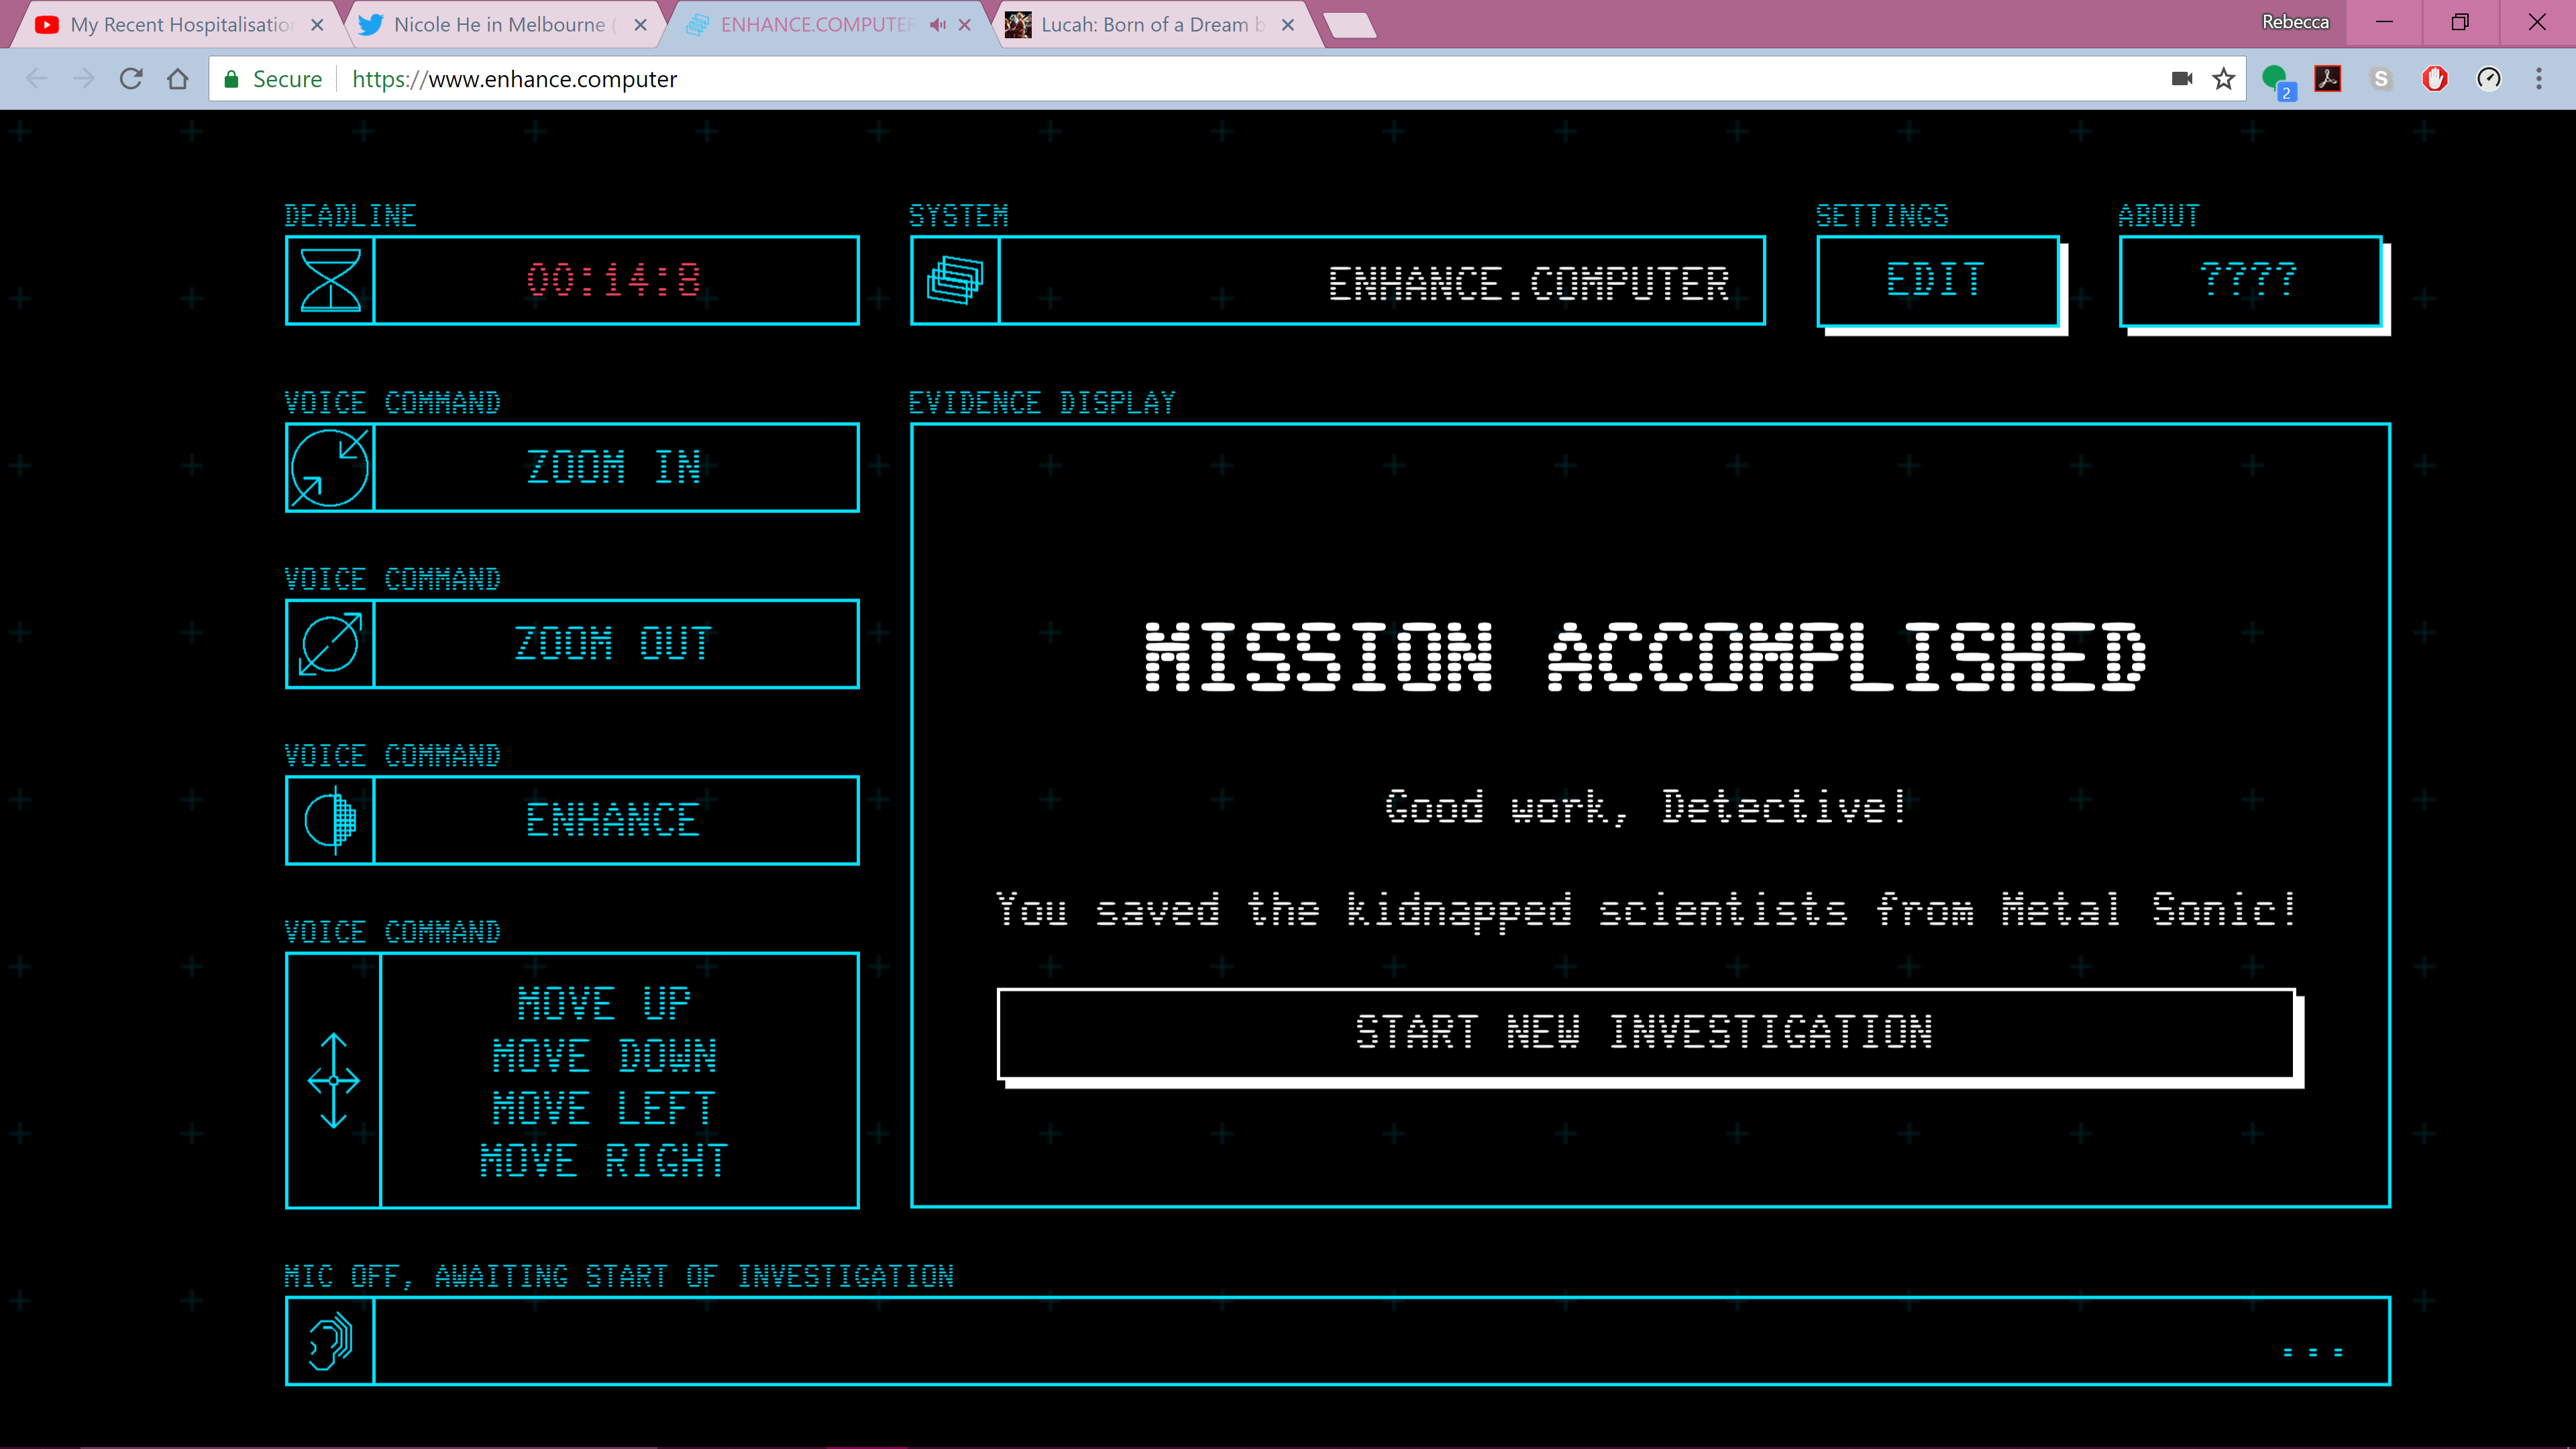 My Recent Hospitalisatio
Nicole He in Melbourne (
ENHANCE.COMPUTER
Lucah: Born of a Dream b
Rebecca
Secure
https://www.enhance.computer
2
DEADLINE
00:14:8
SYSTEM
ENHANCE.COMPUTER
SETTINGS
EDIT
ABOUT
????
VOICE COMMAND
ZOOM IN
VOICE COMMAND
ZOOM OUT
VOICE COMMAND
ENHANCE
VOICE COMMAND
MOVE UP
MOVE DOWN
MOVE LEFT
MOVE RIGHT
EVIDENCE DISPLAY
MISSION ACCOMPLISHED
Good work, Detective!
You saved the kidnapped scientists from Metal Sonic!
START NEW INVESTIGATION
MIC OFF, AWAITING START OF INVESTIGATION
...